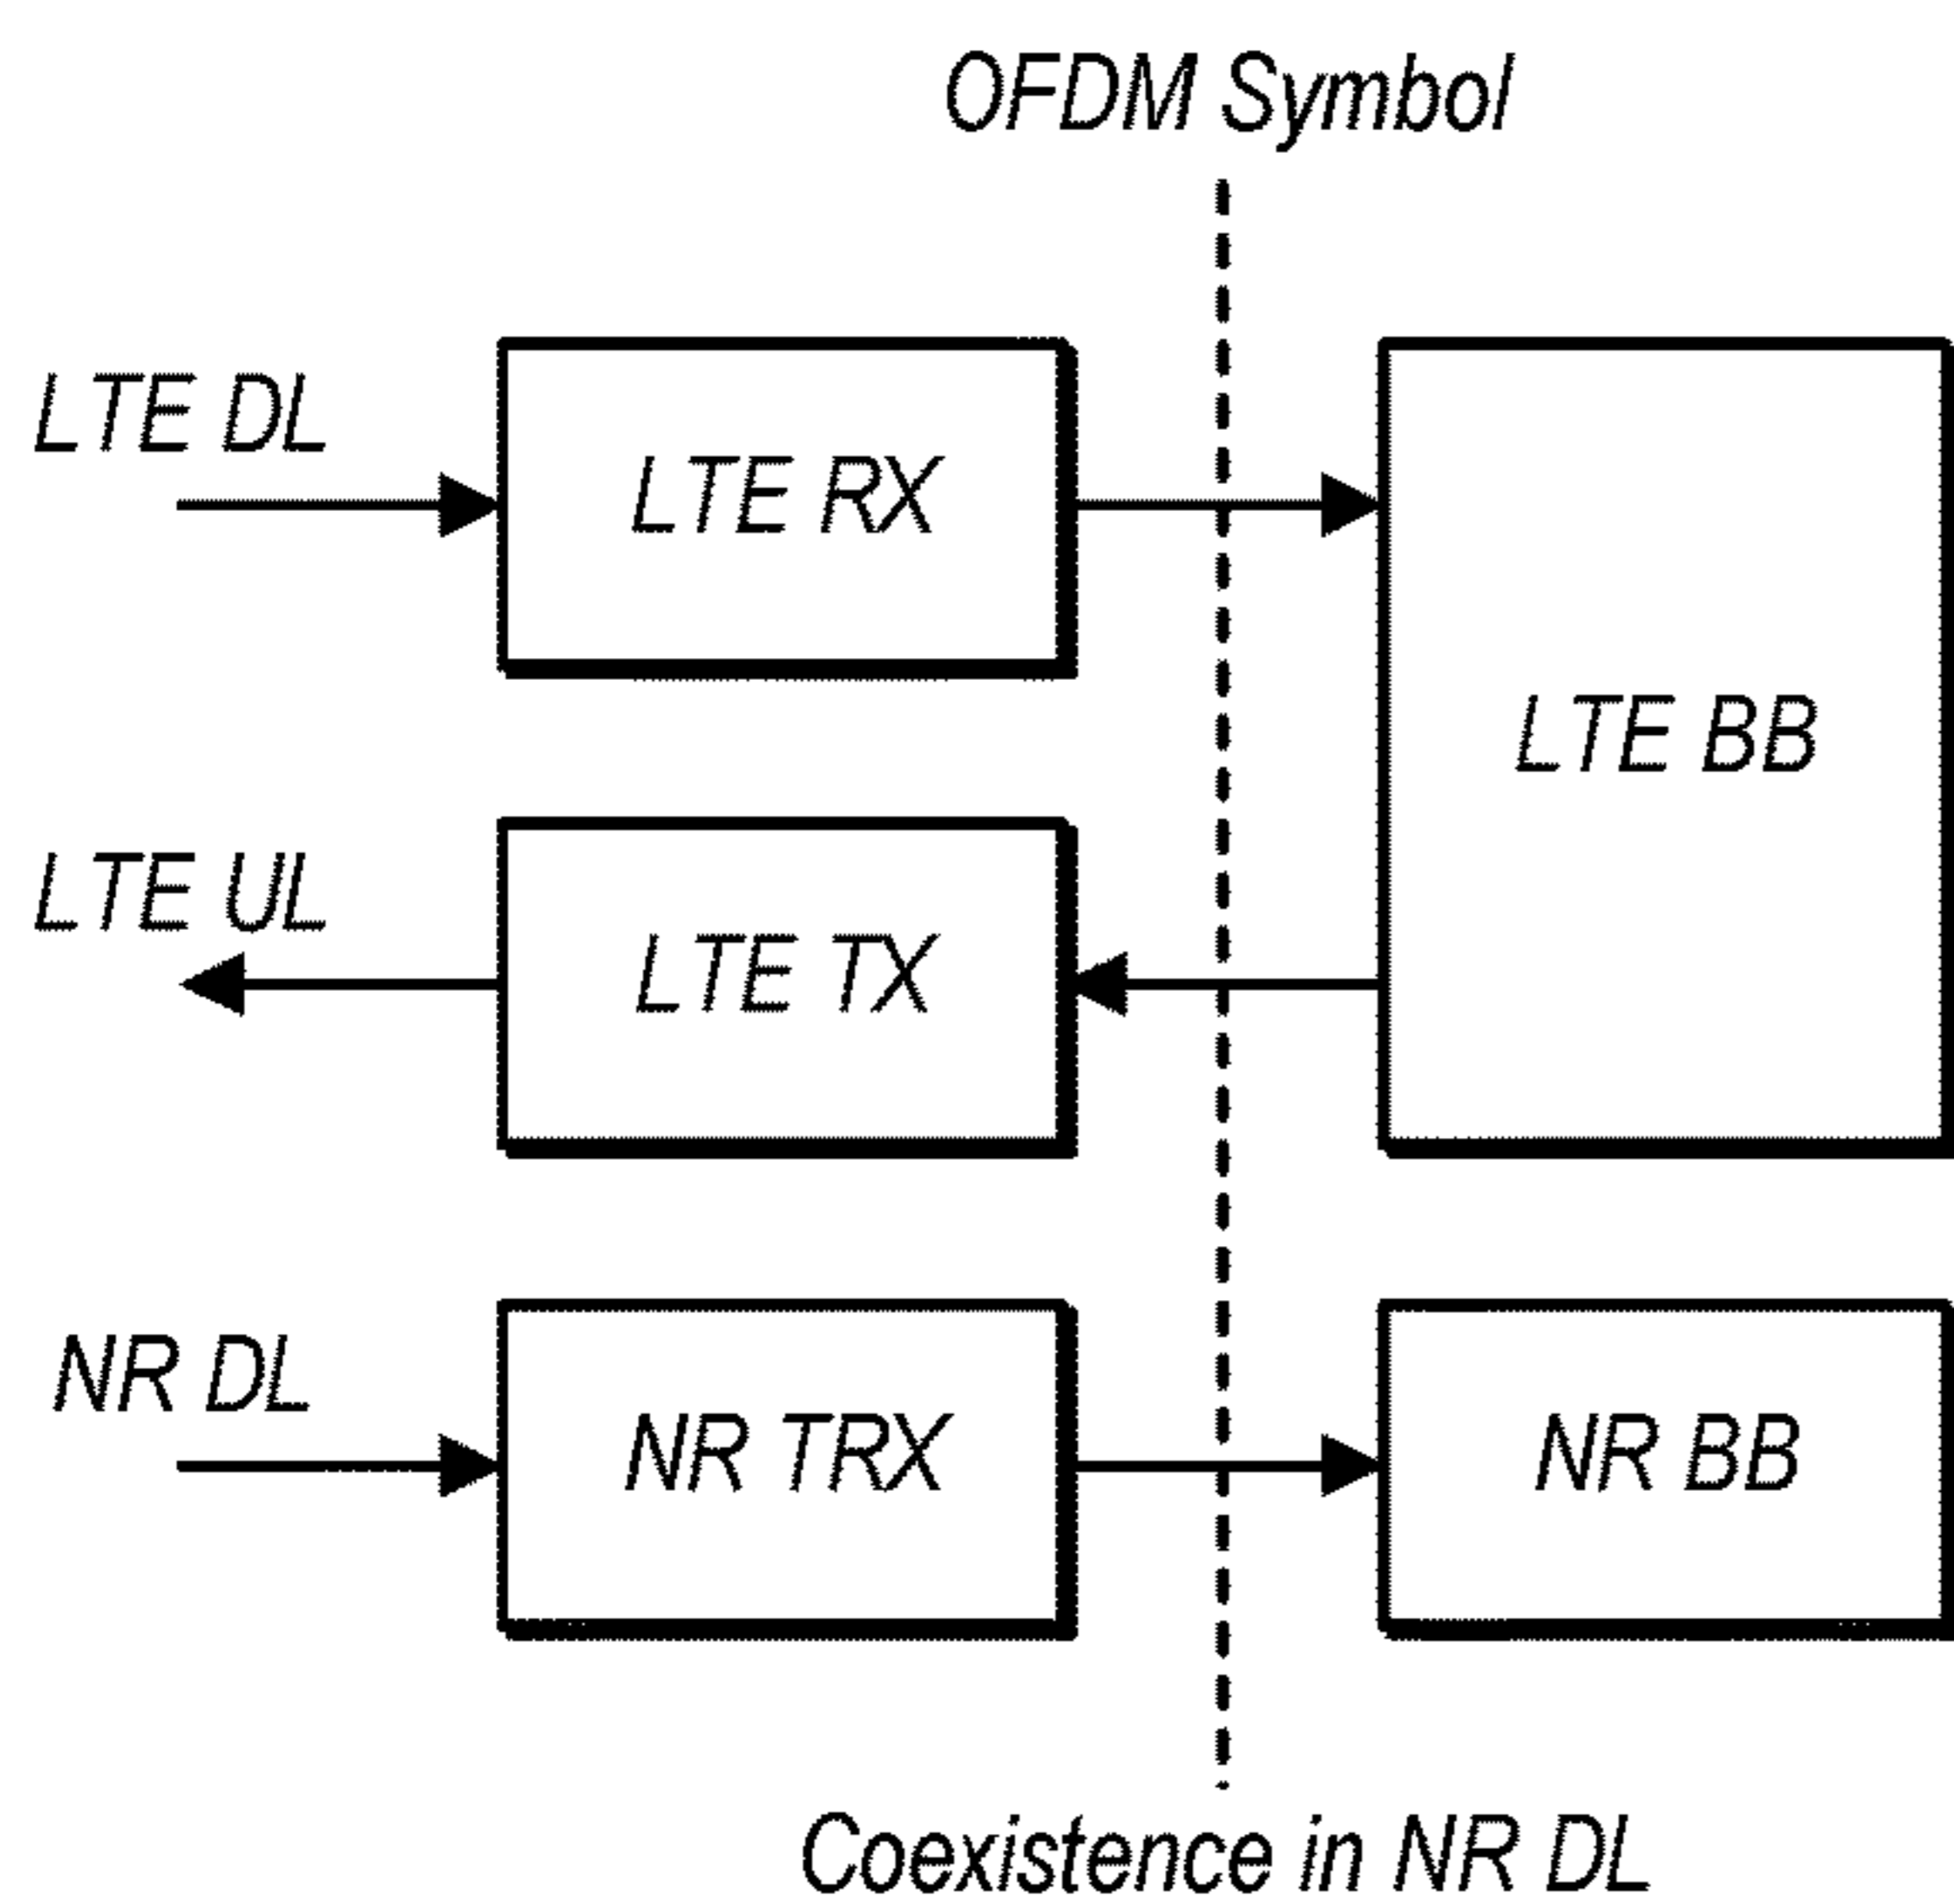 OFDM Symbol
LTE DL
LTE RX
LTE BB
LTE UL
LTE TX
NR DL
NR TRX
NR BB
Coexistence in NR DL